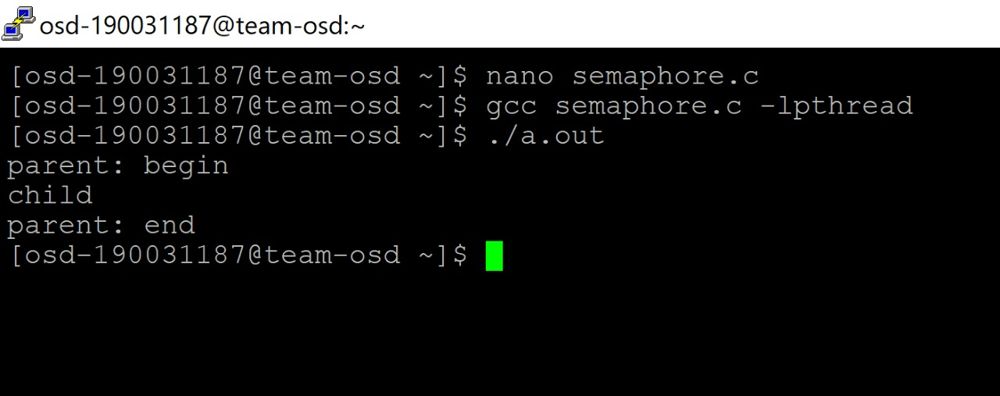 osd-190031187@team-osd:~
[osd-190031187@team-osd ~]$ nano semaphore.c
[osd-190031187@team-osd ~]$ gcc semaphore.c -lpthread
[osd-190031187@team-osd ~]$ ./a.out
parent: begin
child
parent: end
[osd-190031187@team-osd ~]$